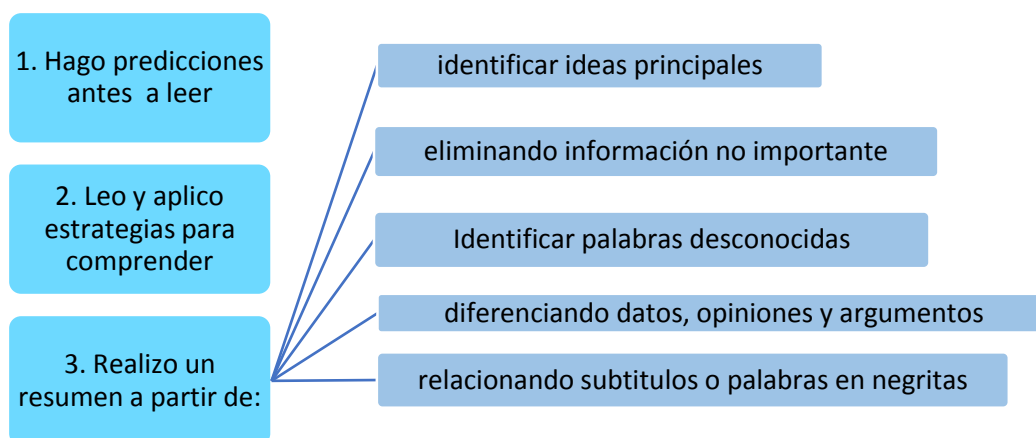 1. Hago predicciones
antes  a leer
2. Leo y aplico
estrategias para
comprender
3. Realizo un
resumen a partir de:
identificar ideas principales
eliminando información no importante
Identificar palabras desconocidas
diferenciando datos, opiniones y argumentos
relacionando subtitulos o palabras en negritas